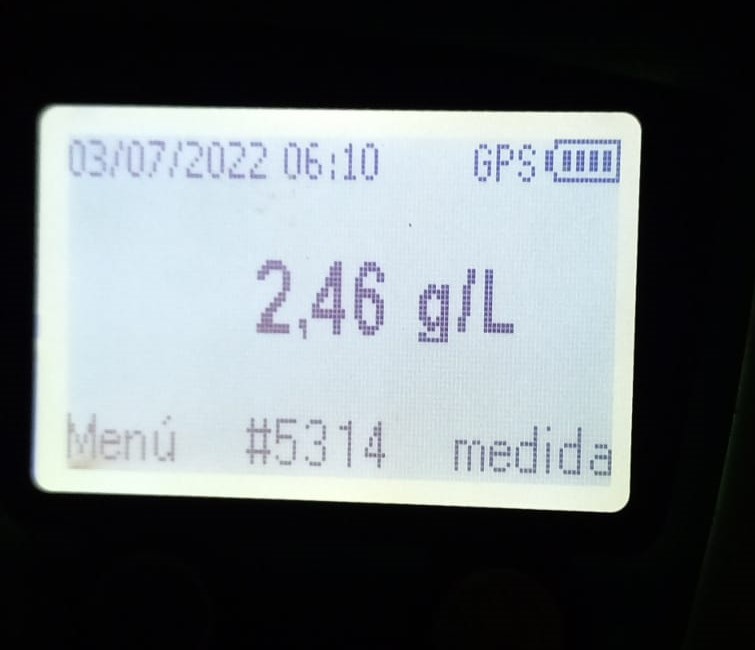 03/07/2022 06:10 GPS
2,46 g/L
Menú #5314 medida